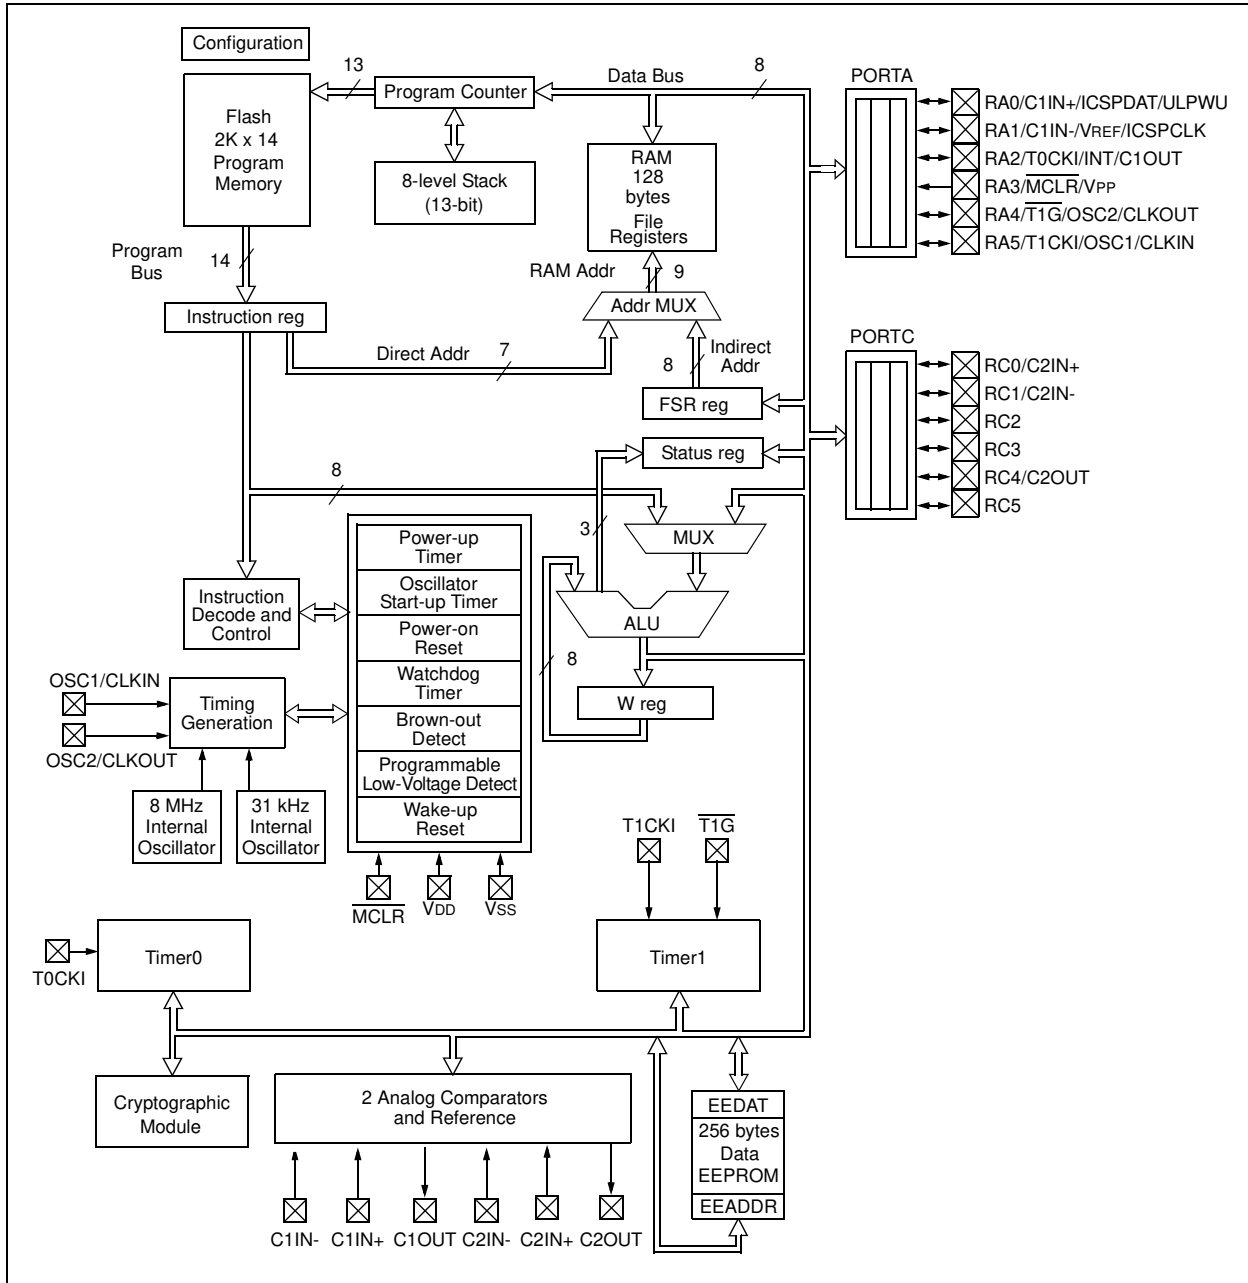 Configuration
13
Data Bus
8
PORTA
Program Counter
Flash
2K x 14
Program
Memory
RA0/C1IN+/ICSPDAT/ULPWU
RA1/C1IN-/VREF/ICSPCLK
RA2/T0CKI/INT/C1OUT
RA3/MCLR/VPP
RA4/T1G/OSC2/CLKOUT
RA5/T1CKI/OSC1/CLKIN
8-level Stack
(13-bit)
RAM
128
bytes
File
Registers
Program
Bus
14
RAM Addr
9
Addr MUX
Instruction reg
Direct Addr
7
8
Indirect
Addr
FSR reg
PORTC
RC0/C2IN+
RC1/C2IN-
RC2
RC3
RC4/C2OUT
RC5
Status reg
8
3
MUX
Power-up
Timer
Oscillator
Start-up Timer
Power-on
Reset
Watchdog
Timer
Brown-out
Detect
Programmable
Low-Voltage Detect
Wake-up
Reset
Instruction
Decode and
Control
ALU
8
W reg
OSC1/CLKIN
OSC2/CLKOUT
Timing
Generation
8 MHz
Internal
Oscillator
31 kHz
Internal
Oscillator
MCLR
VDD
VSS
T1CKI
T1G
T0CKI
Timer0
Timer1
Cryptographic
Module
2 Analog Comparators
and Reference
EEDAT
256 bytes
Data
EEPROM
EEADDR
C1IN-
C1IN+
C1OUT
C2IN-
C2IN+
C2OUT